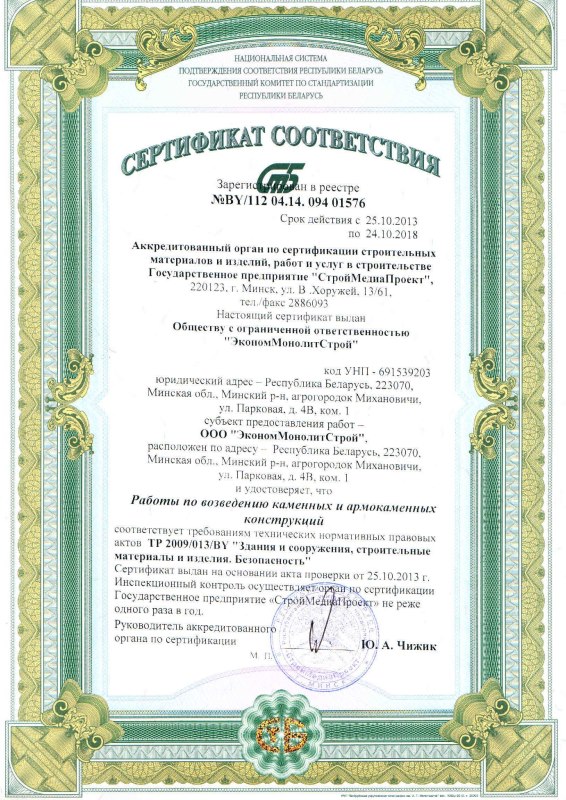 НАЦИОНАЛЬНАЯ СИСТЕМА
ПОДТВЕРЖДЕНИЯ СООТВЕТСТВИЯ РЕСПУБЛИКИ БЕЛАРУСЬ
ГОСУДАРСТВЕННЫЙ КОМИТЕТ ПО СТАНДАРТИЗАЦИИ
РЕСПУБЛИКИ БЕЛАРУСЬ
СЕРТИФИКАТ СООТВЕТСТВИЯ
СТБ
Зарегистрирован в реестре
№BY/112 04.14. 094 01576
Срок действия с 25.10.2013
по 24.10.2018
Аккредитованный орган по сертификации строительных
материалов и изделий, работ и услуг в строительстве
Государственное предприятие "СтройМедиаПроект",
220123, г. Минск, ул. В .Хоружей, 13/61,
тел./факс 2886093
Настоящий сертификат выдан
Обществу с ограниченной ответственностью
"ЭкономМонолитСтрой"
код УНП - 691539203
юридический адрес – Республика Беларусь, 223070,
Минская обл., Минский р-н, агрогородок Михановичи,
ул. Парковая, д. 4В, ком. 1
субъект предоставления работ –
ООО "ЭкономМонолитСтрой",
расположен по адресу – Республика Беларусь, 223070,
Минская обл., Минский р-н, агрогородок Михановичи,
ул. Парковая, д. 4В, ком. 1
и удостоверяет, что
Работы по возведению каменных и армокаменных
конструкций
соответствует требованиям технических нормативных правовых
актов ТР 2009/013/BY "Здания и сооружения, строительные
материалы и изделия. Безопасность"
Сертификат выдан на основании акта проверки от 25.10.2013 г.
Инспекционный контроль осуществляет орган по сертификации
Государственное предприятие «СтройМедиаПроект» не реже
одного раза в год.
Руководитель аккредитованного
органа по сертификации
Ю. А. Чижик
М. П.
СтройМедиаПроект
МИНСК
СТБ